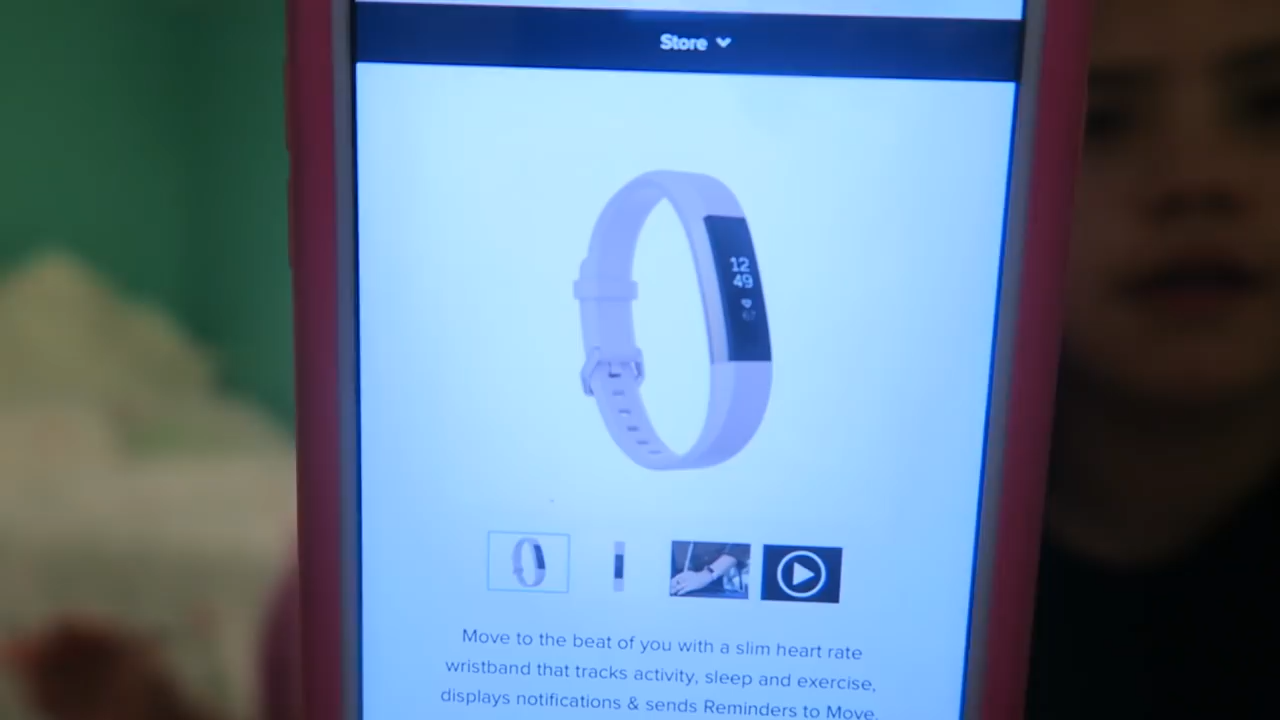 Store
12
49
67
Move to the beat of you with a slim heart rate
wristband that tracks activity, sleep and exercise,
displays notifications & sends Reminders to Move.